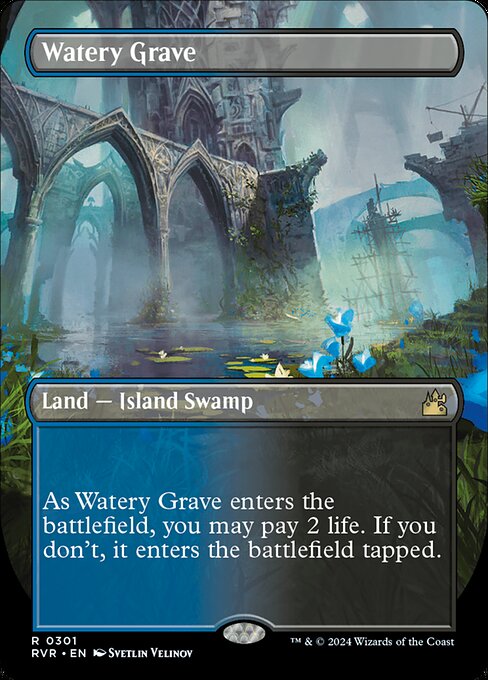 Watery Grave
Land — Island Swamp
As Watery Grave enters the
battlefield, you may pay 2 life. If you
don't, it enters the battlefield tapped.
R 0301
RVR • EN Svetlin Velinov
™ & © 2024 Wizards of the Coast